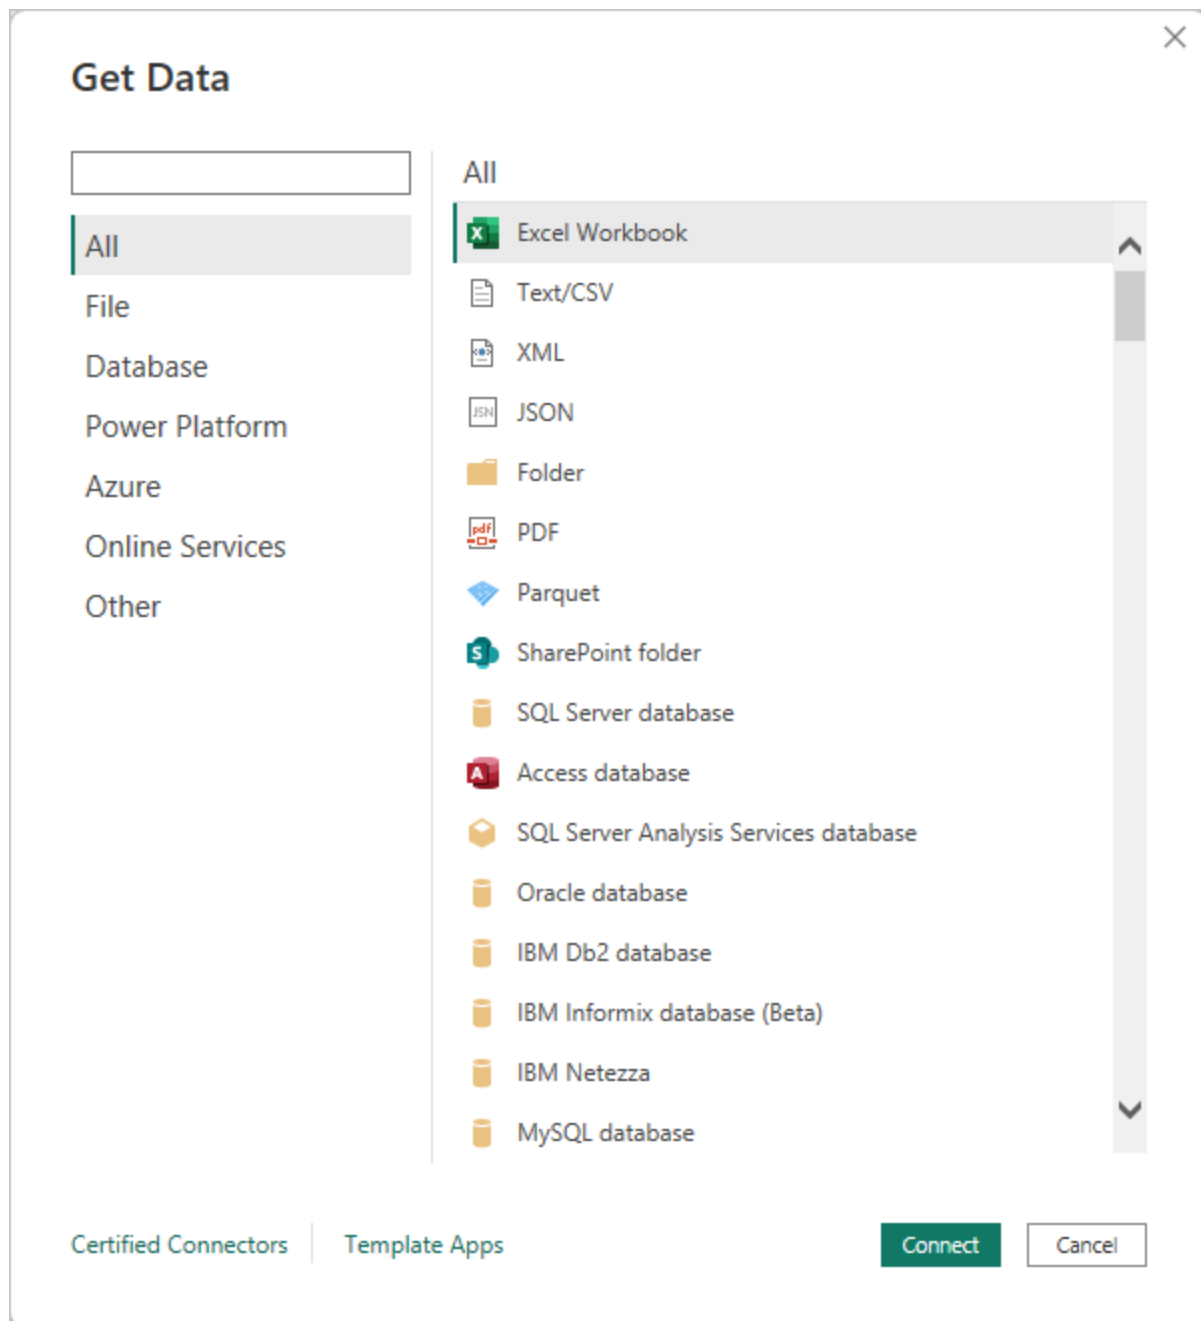 Get Data
All
File
Database
Power Platform
Azure
Online Services
Other
All
Excel Workbook
Text/CSV
XML
JSN JSON
Folder
pdf PDF
Parquet
S SharePoint folder
SQL Server database
A Access database
SQL Server Analysis Services database
Oracle database
IBM Db2 database
IBM Informix database (Beta)
IBM Netezza
MySQL database
Certified Connectors
Template Apps
Connect
Cancel